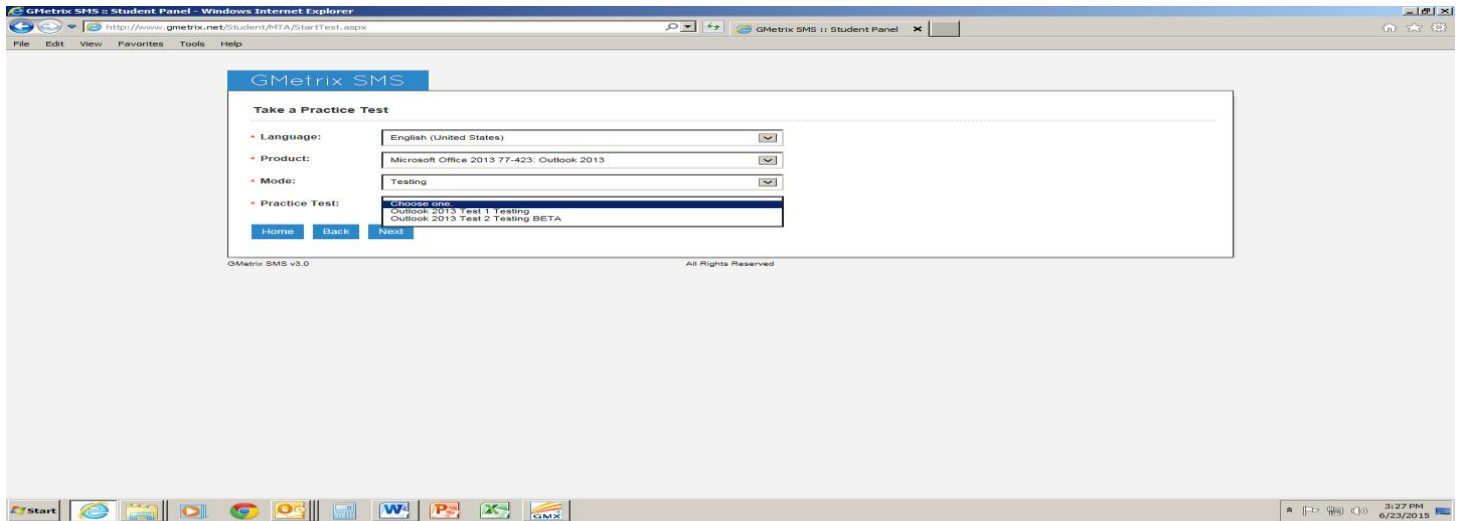 GMetrix SMS :: Student Panel - Windows Internet Explorer
http://www.gmetrix.net/Student/MTA/StartTest.aspx
GMetrix SMS :: Student Panel
File Edit View Favorites Tools Help
GMetrix SMS
Take a Practice Test
* Language: English (United States)
* Product: Microsoft Office 2013 77-423: Outlook 2013
* Mode: Testing
* Practice Test: Choose one.
Outlook 2013 Test 1 Testing
Outlook 2013 Test 2 Testing BETA
Home Back Next
GMetrix SMS v3.0 All Rights Reserved
Start
GMX
3:27 PM
6/23/2015